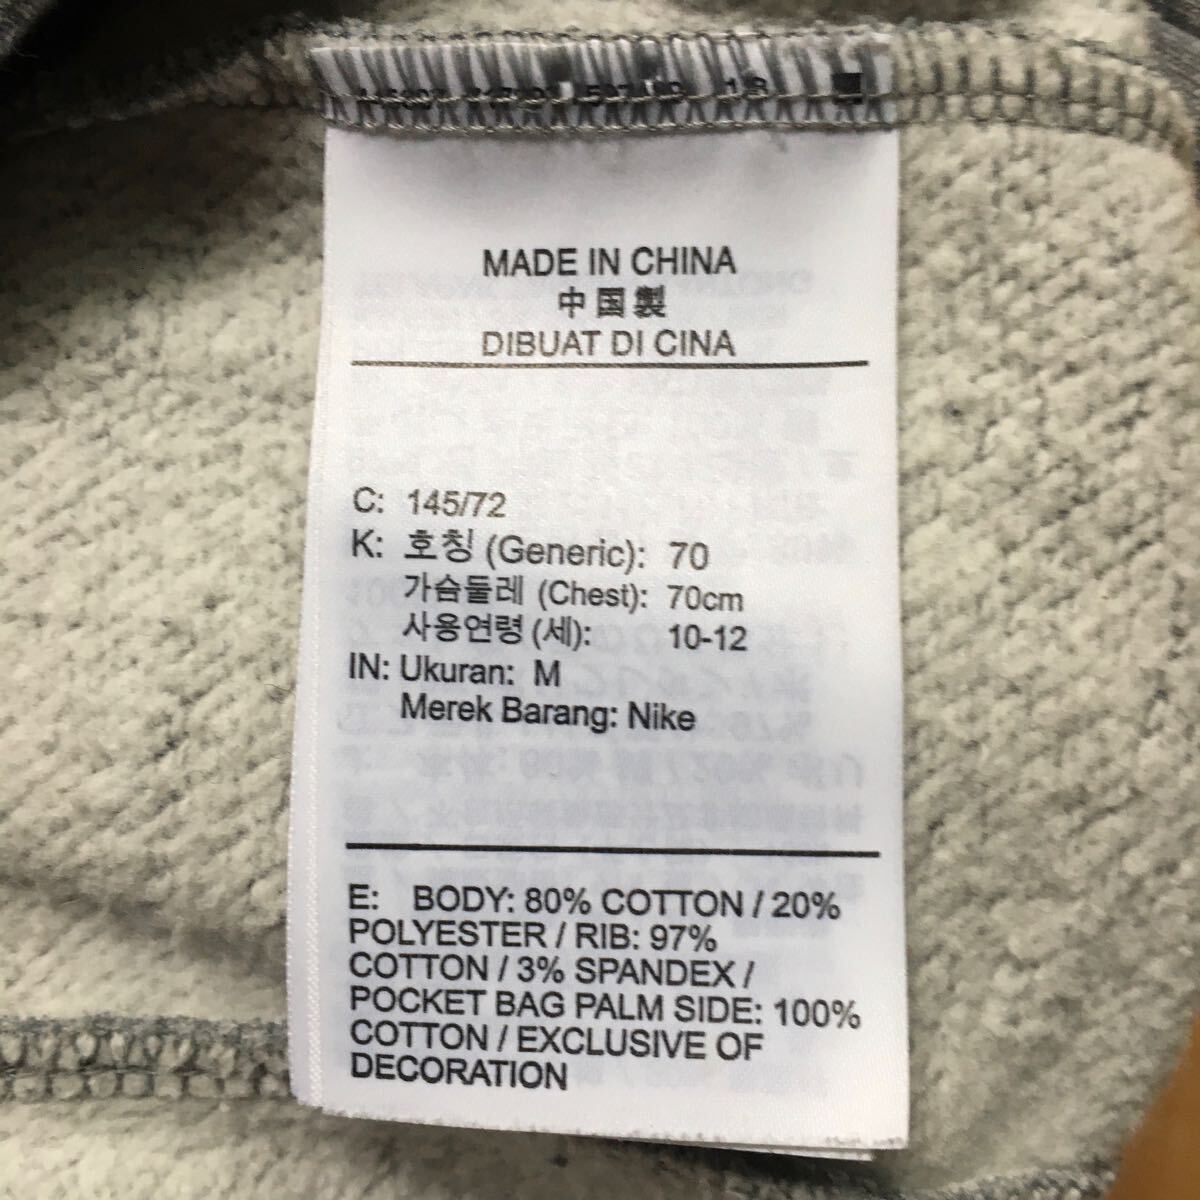 MADE IN CHINA
中国製
DIBUAT DI CINA
C: 145/72
K: 호칭 (Generic): 70
가슴둘레 (Chest): 70cm
사용연령 (세): 10-12
IN: Ukuran: M
Merek Barang: Nike
E: BODY: 80% COTTON / 20%
POLYESTER / RIB: 97%
COTTON / 3% SPANDEX /
POCKET BAG PALM SIDE: 100%
COTTON / EXCLUSIVE OF
DECORATION